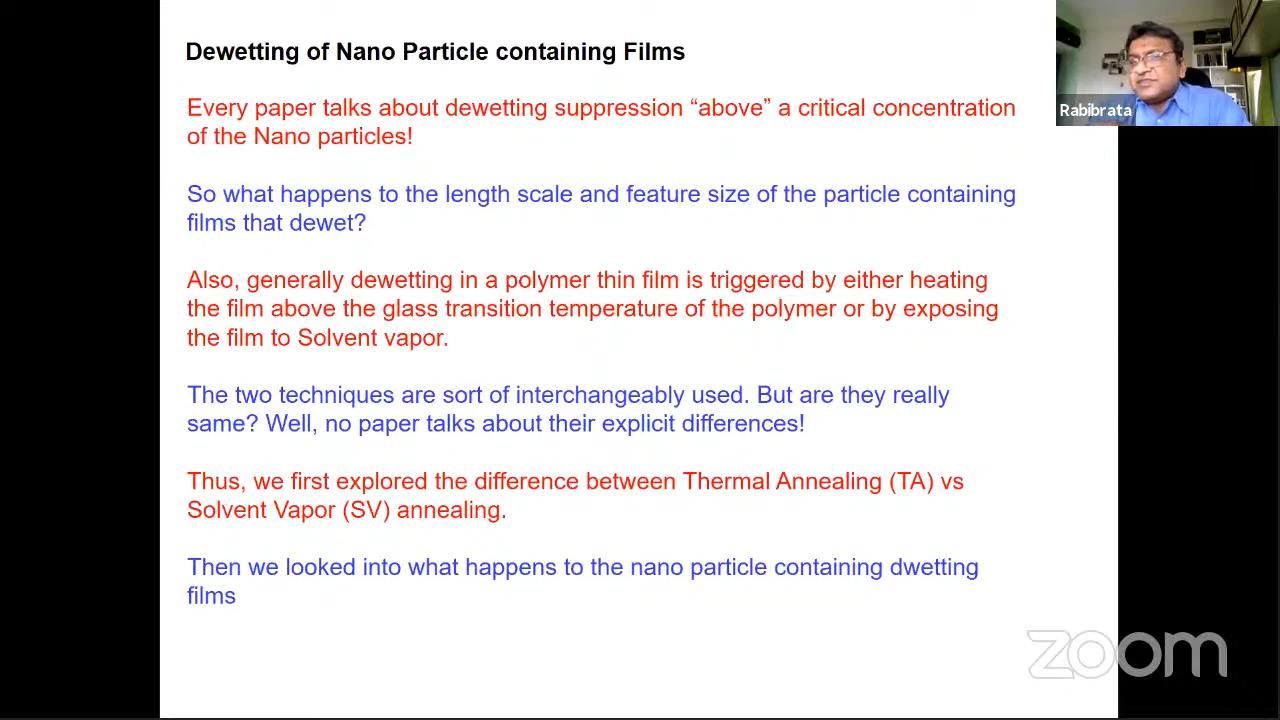 Dewetting of Nano Particle containing Films
Every paper talks about dewetting suppression “above” a critical concentration
of the Nano particles!
So what happens to the length scale and feature size of the particle containing
films that dewet?
Also, generally dewetting in a polymer thin film is triggered by either heating
the film above the glass transition temperature of the polymer or by exposing
the film to Solvent vapor.
The two techniques are sort of interchangeably used. But are they really
same? Well, no paper talks about their explicit differences!
Thus, we first explored the difference between Thermal Annealing (TA) vs
Solvent Vapor (SV) annealing.
Then we looked into what happens to the nano particle containing dwetting
films
Rabibrata
zoom